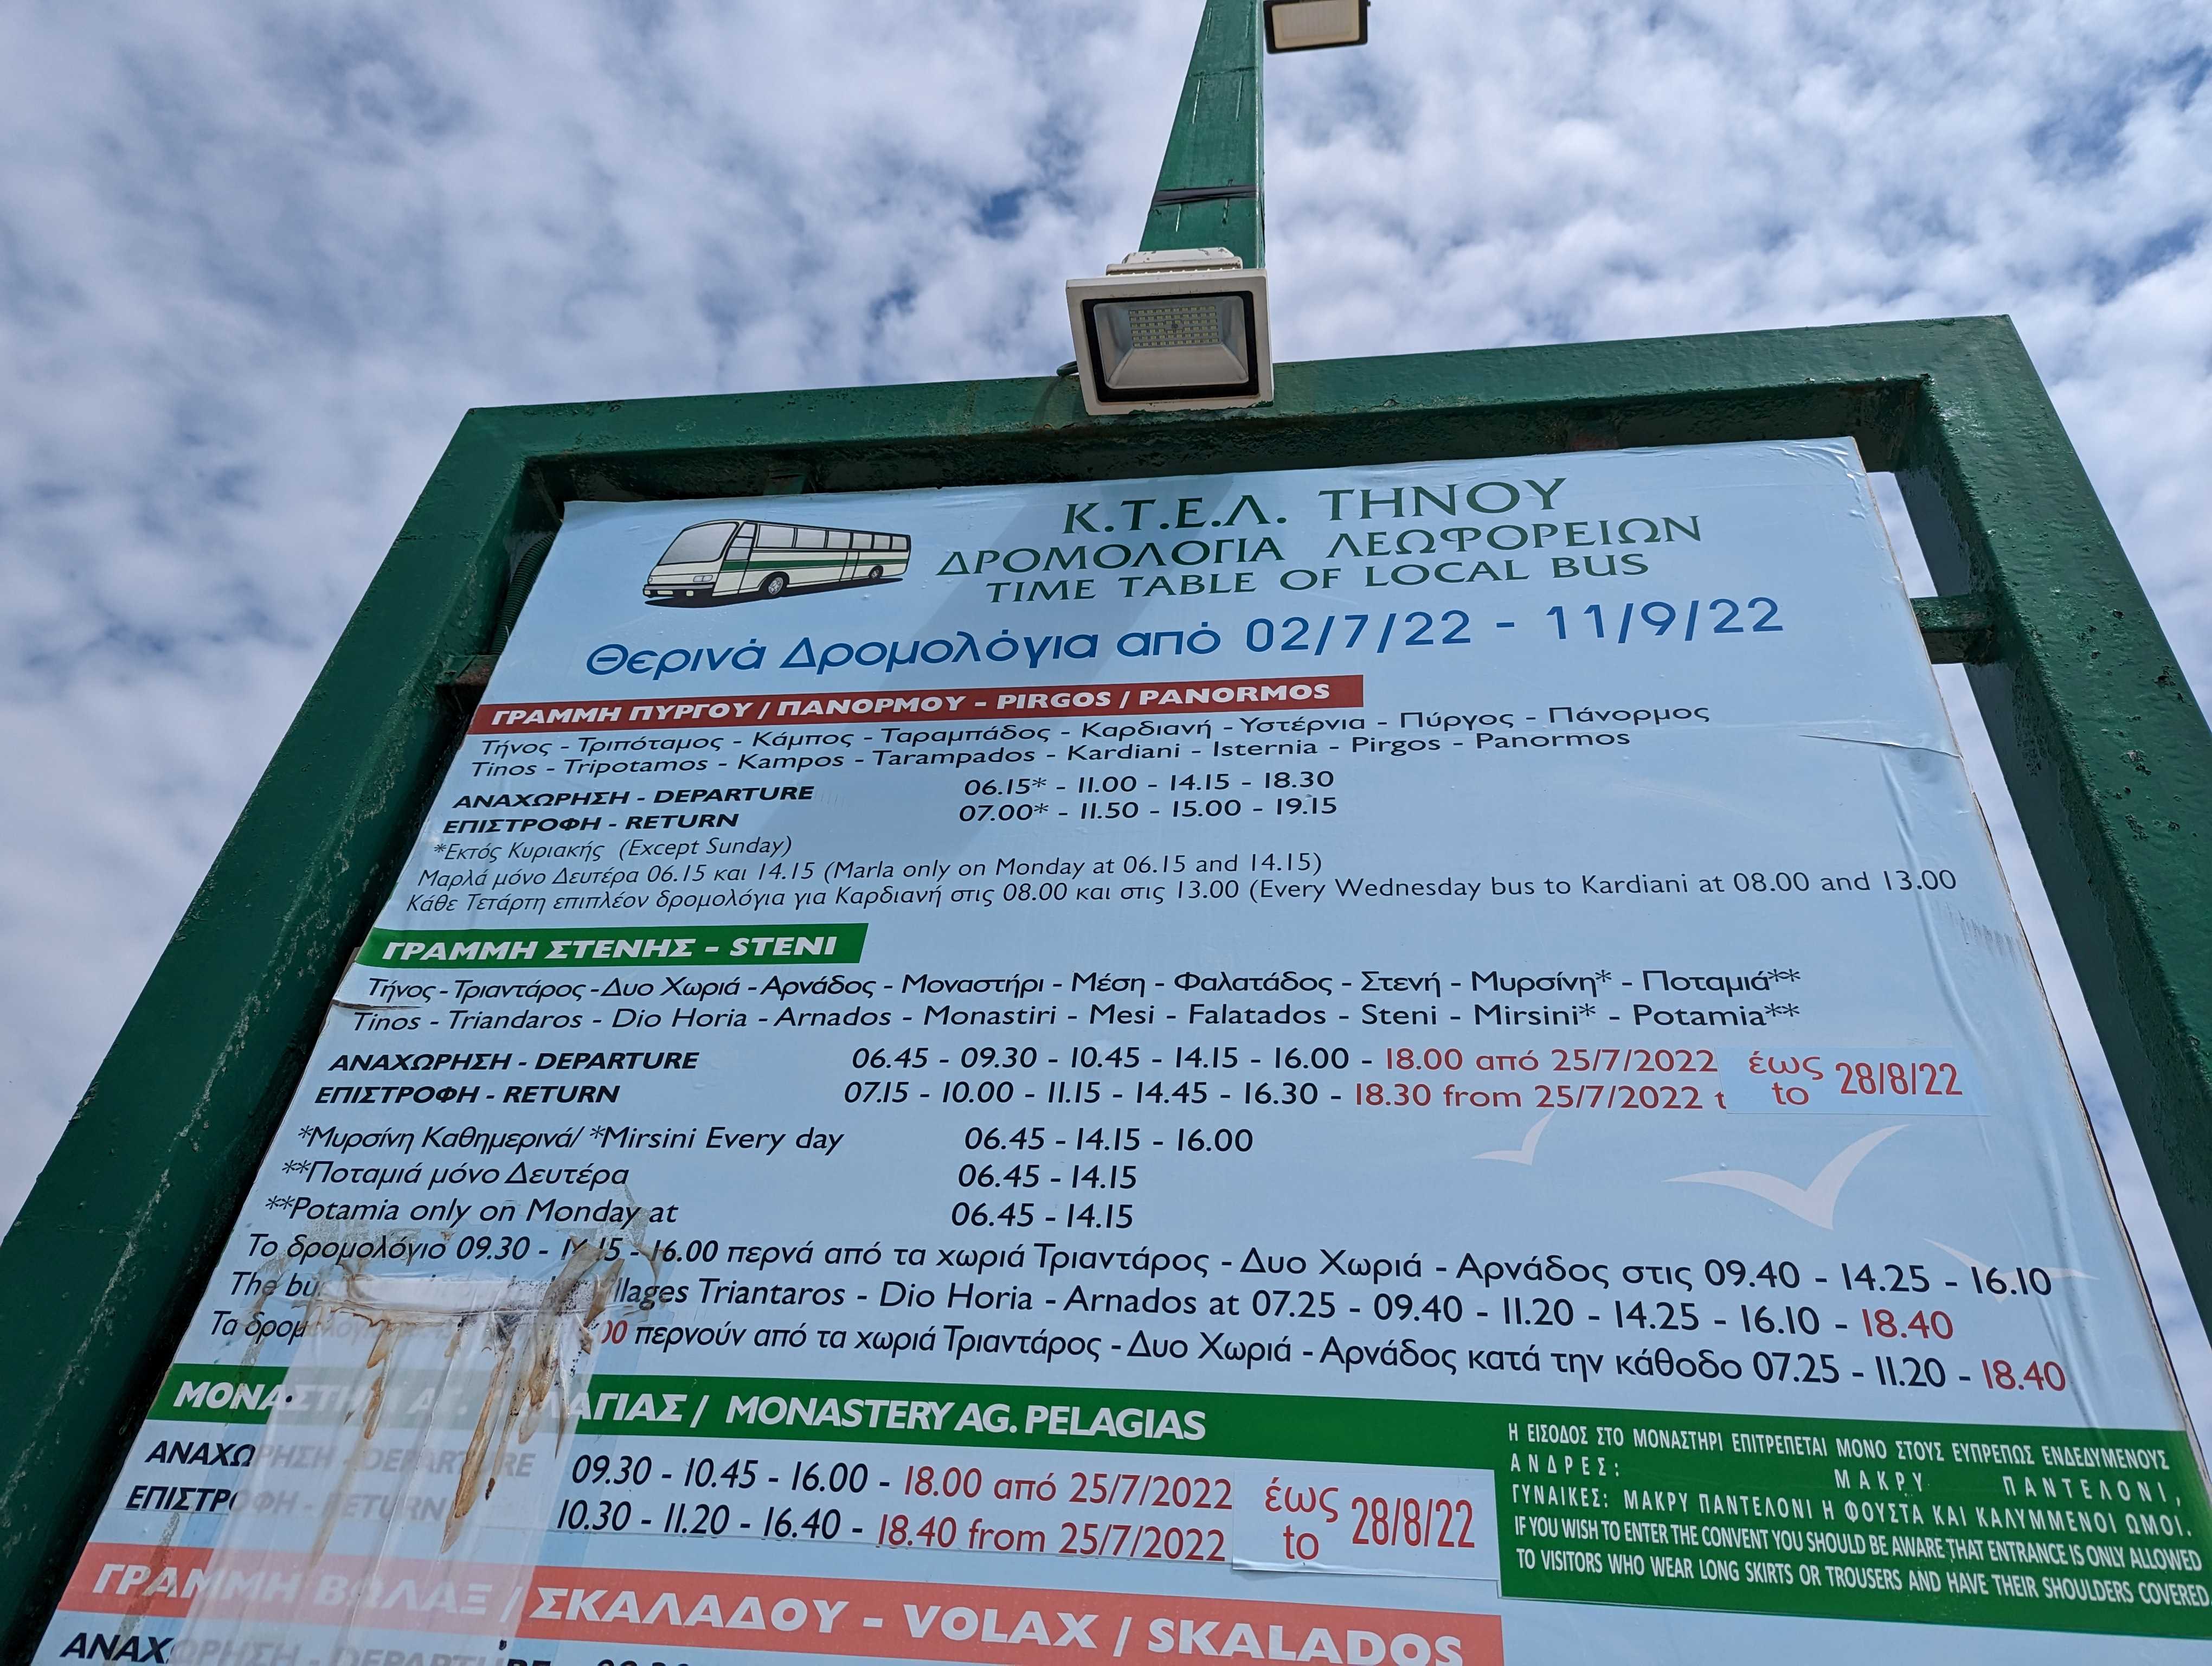 Κ.Τ.Ε.Λ. ΤΗΝΟΥ
ΔΡΟΜΟΛΟΓΙΑ ΛΕΩΦΟΡΕΙΩΝ
TIME TABLE OF LOCAL BUS
Θερινά Δρομολόγια από 02/7/22 - 11/9/22
ΓΡΑΜΜΗ ΠΥΡΓΟΥ / ΠΑΝΟΡΜΟΥ - PIRGOS / PANORMOS
Τήνος - Τριπόταμος - Κάμπος - Ταραμπάδος - Καρδιανή - Υστέρνια - Πύργος - Πάνορμος
Tinos - Tripotamos - Kampos - Tarampados - Kardiani - Isternia - Pirgos - Panormos
ΑΝΑΧΩΡΗΣΗ - DEPARTURE 06.15* - 11.00 - 14.15 - 18.30
ΕΠΙΣΤΡΟΦΗ - RETURN 07.00* - 11.50 - 15.00 - 19.15
*Εκτός Κυριακής (Except Sunday)
Μαρλά μόνο Δευτέρα 06.15 και 14.15 (Marla only on Monday at 06.15 and 14.15)
Κάθε Τετάρτη επιπλέον δρομολόγια για Καρδιανή στις 08.00 και στις 13.00 (Every Wednesday bus to Kardiani at 08.00 and 13.00
ΓΡΑΜΜΗ ΣΤΕΝΗΣ - STENI
Τήνος - Τριαντάρος - Δυο Χωριά - Αρνάδος - Μοναστήρι - Μέση - Φαλατάδος - Στενή - Μυρσίνη* - Ποταμιά**
Tinos - Triandaros - Dio Horia - Arnados - Monastiri - Mesi - Falatados - Steni - Mirsini* - Potamia**
ΑΝΑΧΩΡΗΣΗ - DEPARTURE 06.45 - 09.30 - 10.45 - 14.15 - 16.00 - 18.00 από 25/7/2022 έως 28/8/22
ΕΠΙΣΤΡΟΦΗ - RETURN 07.15 - 10.00 - 11.15 - 14.45 - 16.30 - 18.30 from 25/7/2022 to
*Μυρσίνη Καθημερινά/ *Mirsini Every day 06.45 - 14.15 - 16.00
**Ποταμιά μόνο Δευτέρα 06.45 - 14.15
**Potamia only on Monday at 06.45 - 14.15
Το δρομολόγιο 09.30 - 16.00 περνά από τα χωριά Τριαντάρος - Δυο Χωριά - Αρνάδος στις 09.40 - 14.25 - 16.10
The Triantaros - Dio Horia - Arnados at 07.25 - 09.40 - 11.20 - 14.25 - 16.10 - 18.40
Τα περνούν από τα χωριά Τριαντάρος - Δυο Χωριά - Αρνάδος κατά την κάθοδο 07.25 - 11.20 - 18.40
MONASTERY AG. PELAGIAS
ΑΝΑΧΩΡΗΣΗ - DEPARTURE 09.30 - 10.45 - 16.00 - 18.00 από 25/7/2022 έως 28/8/22
ΕΠΙΣΤΡΟΦΗ - RETURN 10.30 - 11.20 - 16.40 - 18.40 from 25/7/2022 to
Η ΕΙΣΟΔΟΣ ΣΤΟ ΜΟΝΑΣΤΗΡΙ ΕΠΙΤΡΕΠΕΤΑΙ ΜΟΝΟ ΣΤΟΥΣ ΕΥΠΡΕΠΩΣ ΕΝΔΕΔΥΜΕΝΟΥΣ
ΑΝΔΡΕΣ: ΜΑΚΡΥ ΠΑΝΤΕΛΟΝΙ,
ΓΥΝΑΙΚΕΣ: ΜΑΚΡΥ ΠΑΝΤΕΛΟΝΙ Η ΦΟΥΣΤΑ ΚΑΙ ΚΑΛΥΜΜΕΝΟΙ ΩΜΟΙ.
IF YOU WISH TO ENTER THE CONVENT YOU SHOULD BE AWARE THAT ENTRANCE IS ONLY ALLOWED
TO VISITORS WHO WEAR LONG SKIRTS OR TROUSERS AND HAVE THEIR SHOULDERS COVERED
ΓΡΑΜΜΗ ΒΩΛΑΞ / ΣΚΑΛΑΔΟΥ - VOLAX / SKALADOS
ΑΝΑΧΩΡΗΣΗ - DEPARTURE